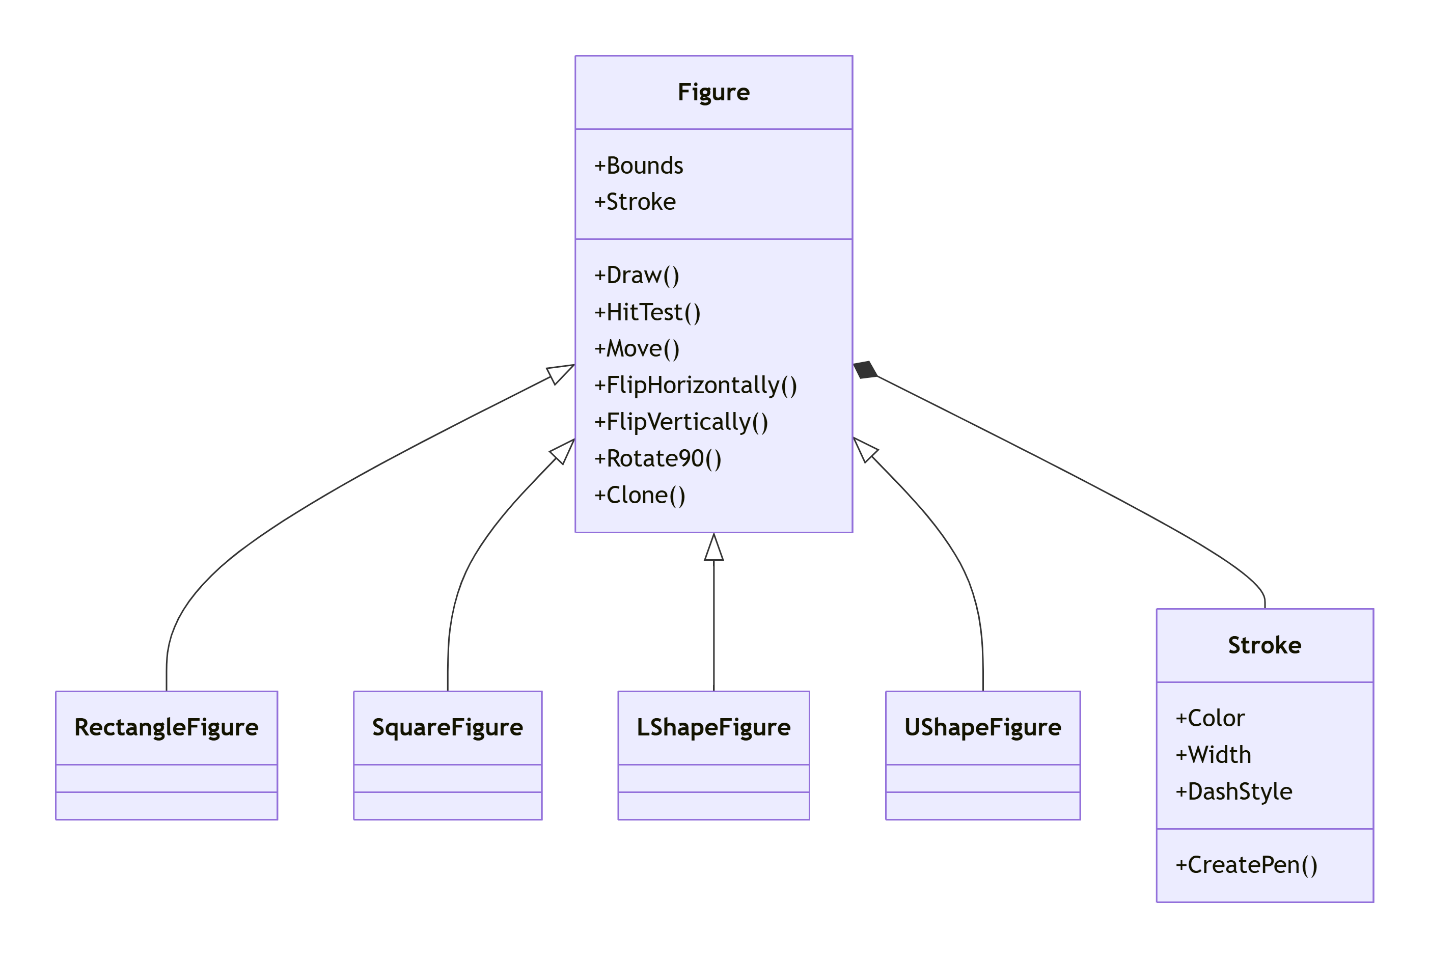 Figure
+Bounds
+Stroke
+Draw()
+HitTest()
+Move()
+FlipHorizontally()
+FlipVertically()
+Rotate90()
+Clone()
RectangleFigure
SquareFigure
LShapeFigure
UShapeFigure
Stroke
+Color
+Width
+DashStyle
+CreatePen()